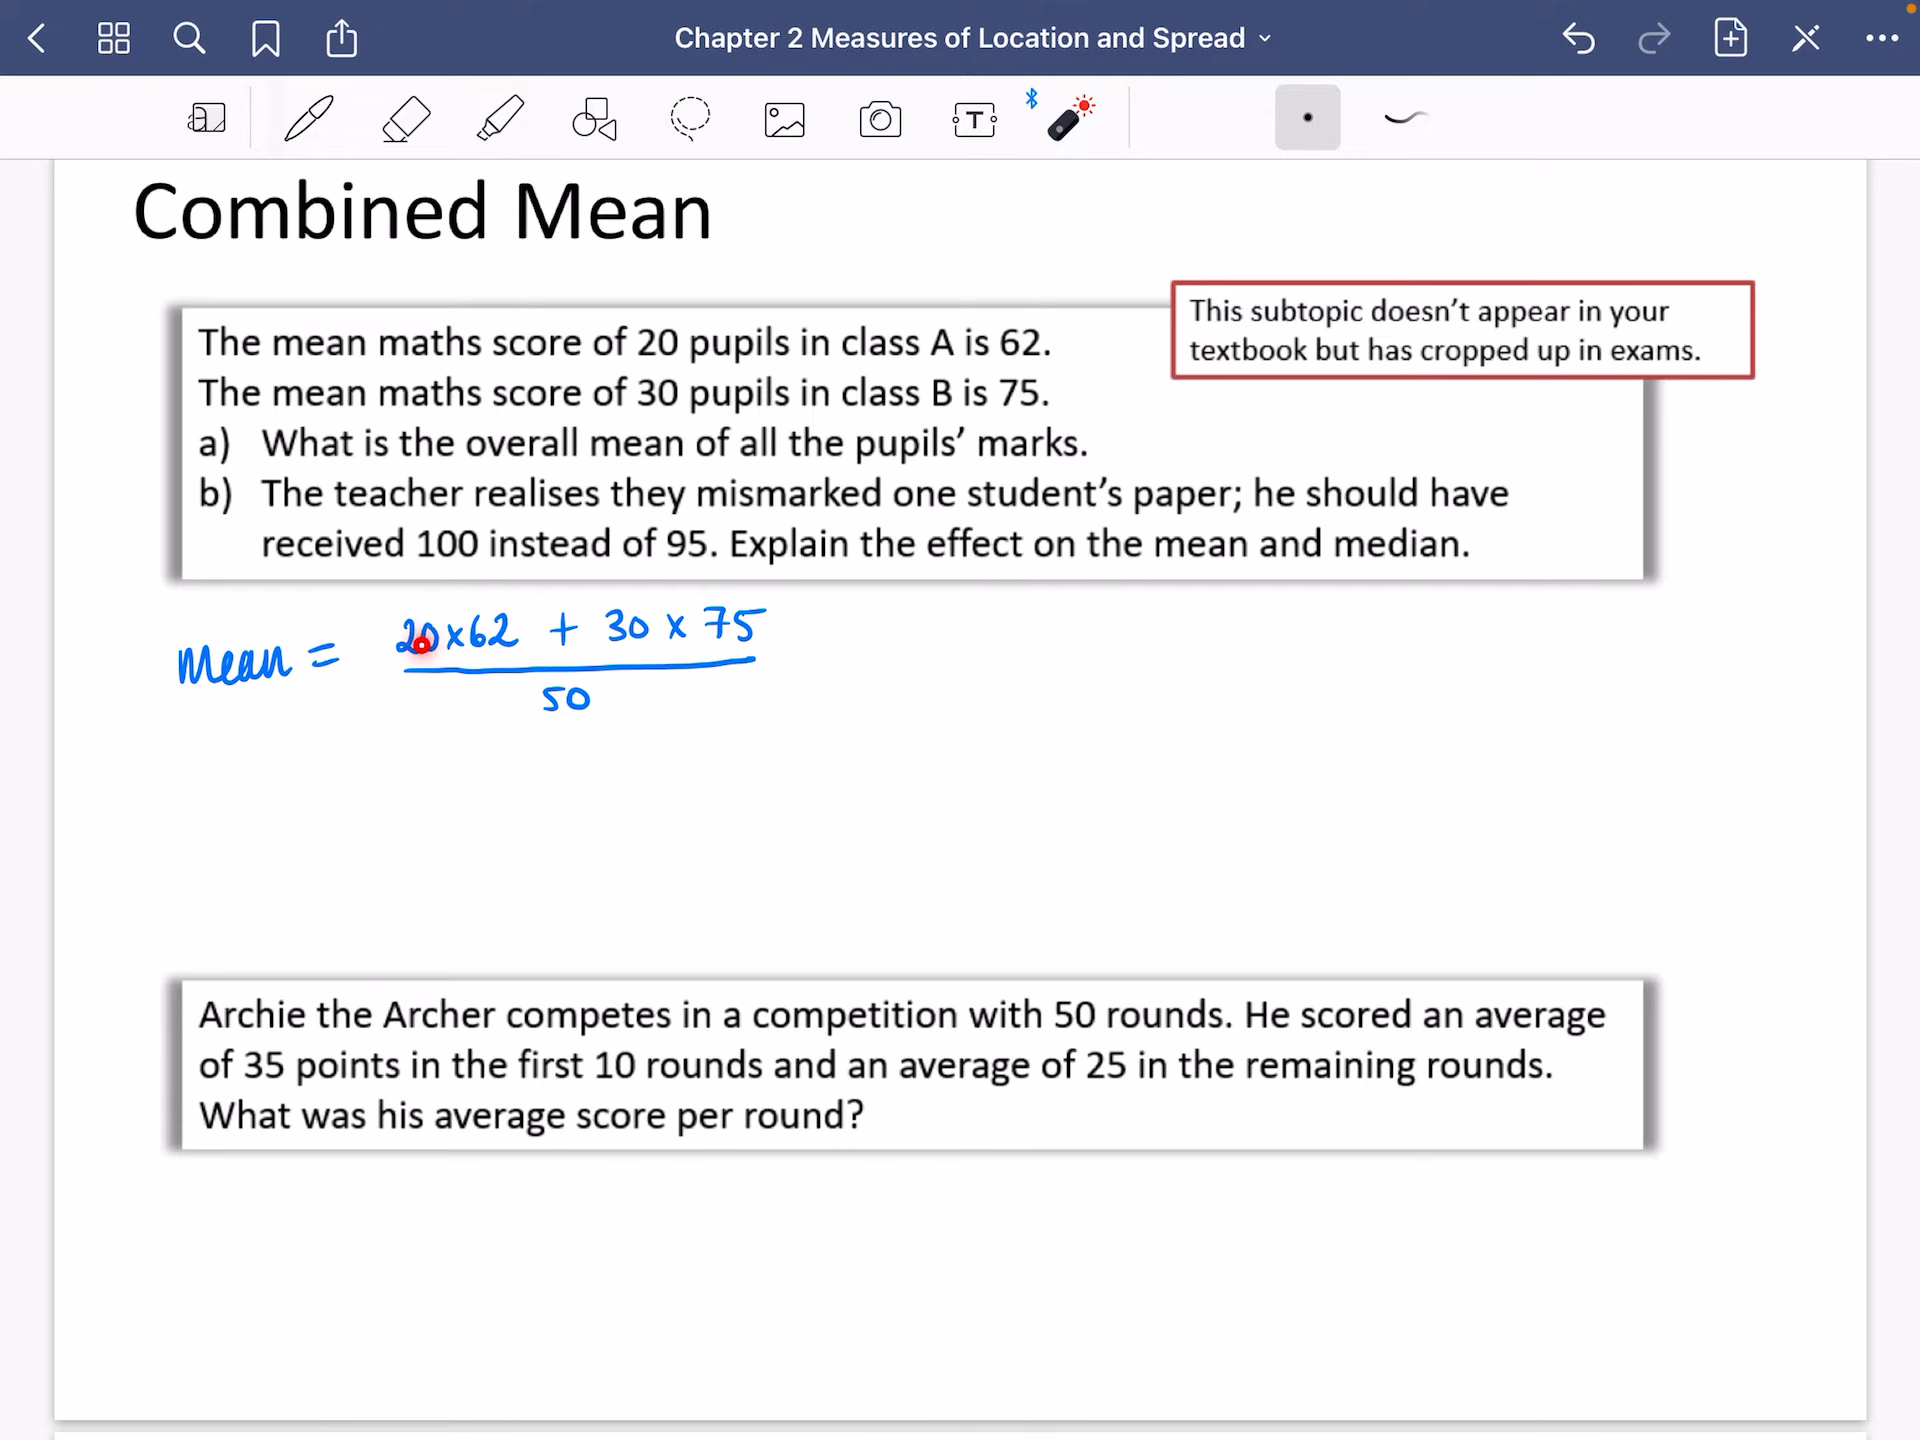 Chapter 2 Measures of Location and Spread
a
T
Combined Mean
This subtopic doesn’t appear in your
textbook but has cropped up in exams.
The mean maths score of 20 pupils in class A is 62.
The mean maths score of 30 pupils in class B is 75.
a) What is the overall mean of all the pupils’ marks.
b) The teacher realises they mismarked one student’s paper; he should have
received 100 instead of 95. Explain the effect on the mean and median.
20 x 62 + 30 x 75
Mean =
50
Archie the Archer competes in a competition with 50 rounds. He scored an average
of 35 points in the first 10 rounds and an average of 25 in the remaining rounds.
What was his average score per round?